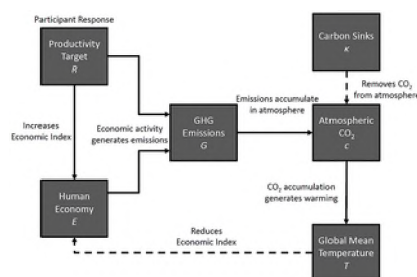 Participant Response
Productivity
Target
R
Carbon Sinks
κ
Increases
Economic Index
Economic activity
generates emissions
GHG
Emissions
G
Emissions accumulate
in atmosphere
Removes CO₂
from atmosphere
Atmospheric
CO₂
c
Human
Economy
E
CO₂ accumulation
generates warming
Reduces
Economic Index
Global Mean
Temperature
T